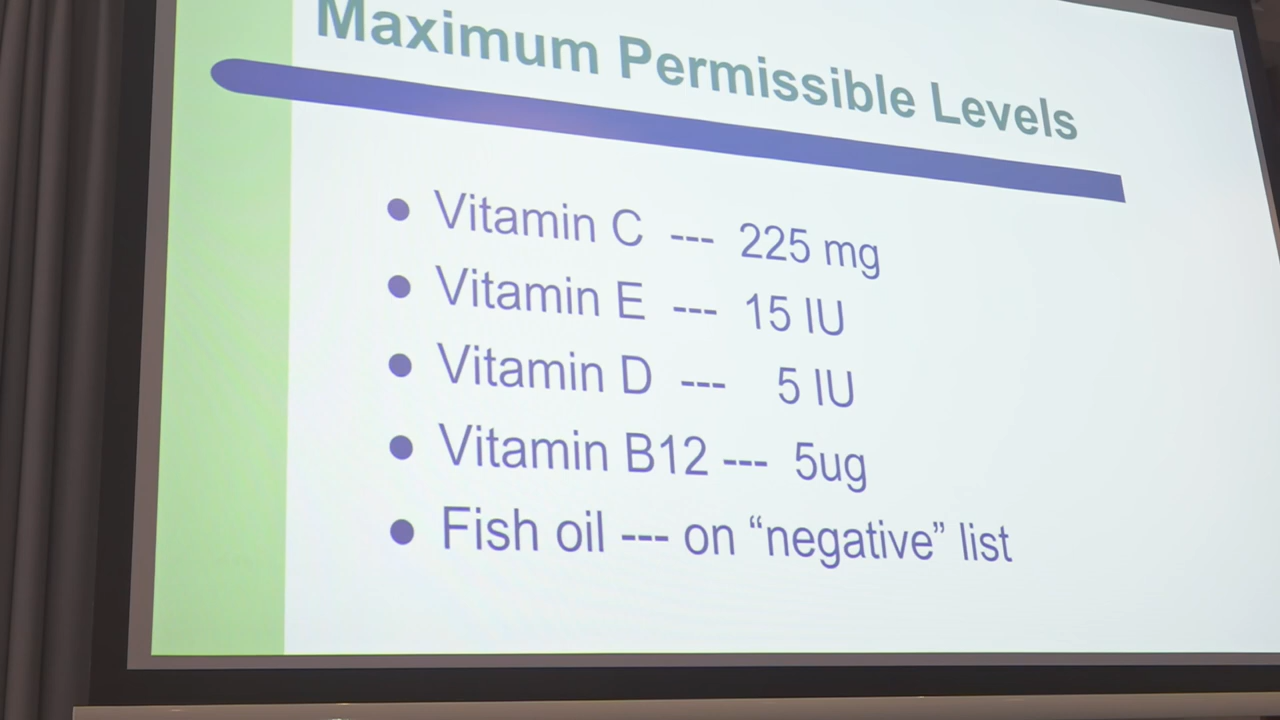 Maximum Permissible Levels
● Vitamin C --- 225 mg
● Vitamin E --- 15 IU
● Vitamin D --- 5 IU
● Vitamin B12 --- 5ug
● Fish oil --- on “negative” list